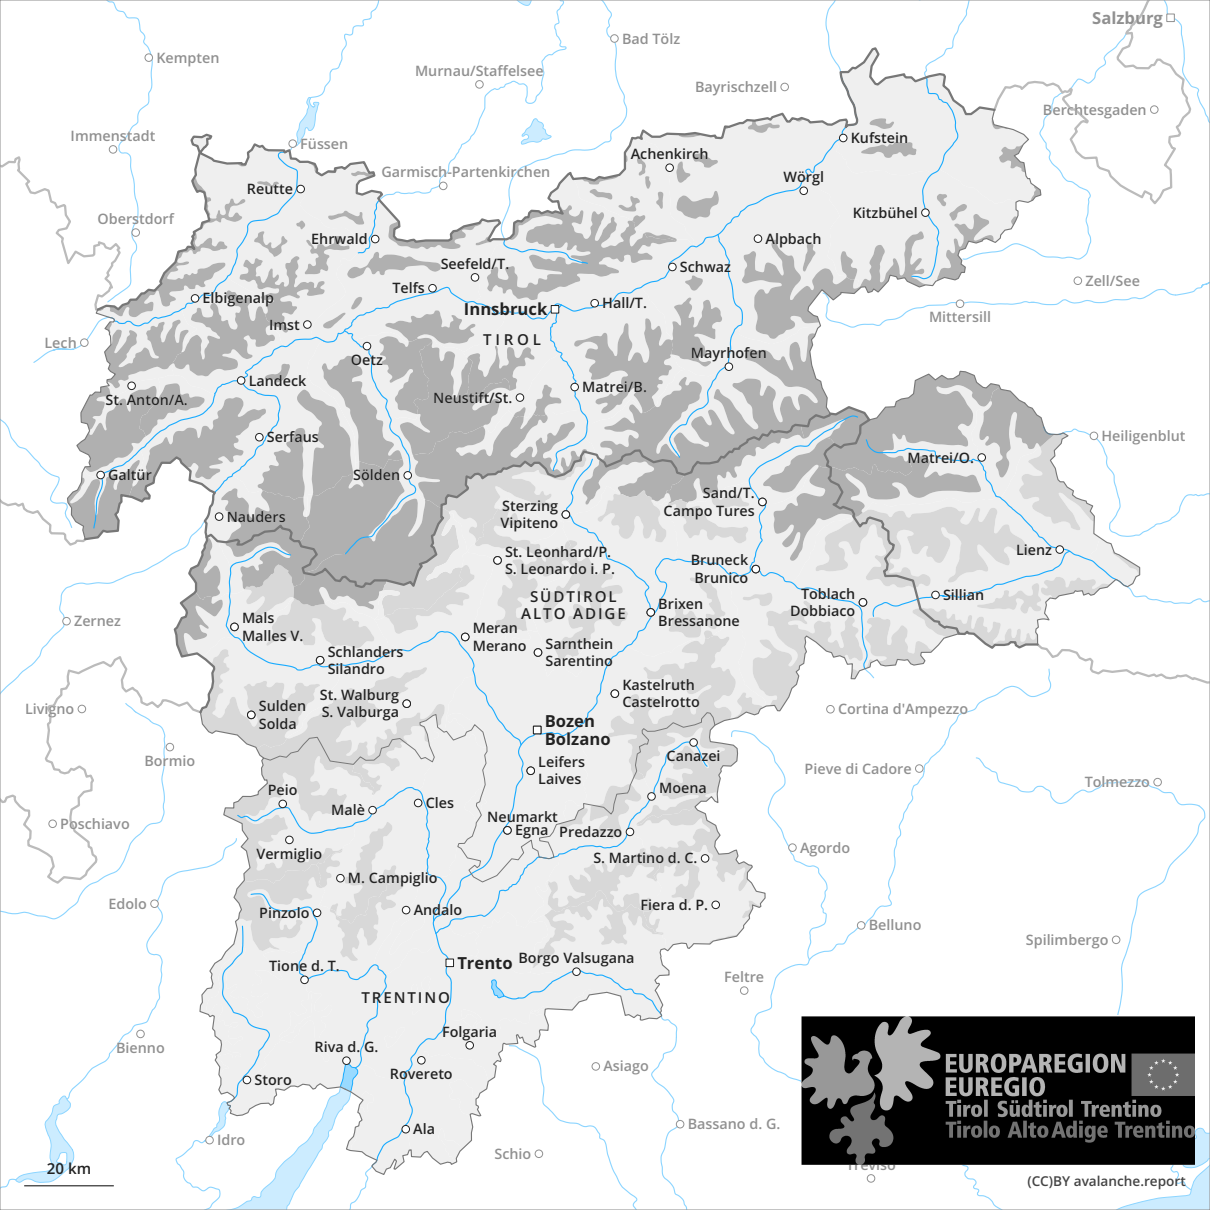 Salzburg
Kempten
Bad Tölz
Murnau/Staffelsee
Bayrischzell
Berchtesgaden
Immenstadt
Füssen
Kufstein
Achenkirch
Garmisch-Partenkirchen
Wörgl
Reutte
Oberstdorf
Kitzbühel
Ehrwald
Alpbach
Seefeld/T.
Schwaz
Zell/See
Telfs
Elbigenalp
Hall/T.
Innsbruck
Mittersill
Imst
TIROL
Lech
Oetz
Mayrhofen
Landeck
Matrei/B.
St. Anton/A.
Neustift/St.
Serfaus
Heiligenblut
Matrei/O.
Galtür
Sölden
Sand/T.
Campo Tures
Sterzing
Vipiteno
Nauders
Lienz
St. Leonhard/P.
S. Leonardo i. P.
Bruneck
Brunico
SÜDTIROL
ALTO ADIGE
Toblach
Dobbiaco
Sillian
Brixen
Bressanone
Zernez
Mals
Malles V.
Meran
Merano
Sarnthein
Sarentino
Schlanders
Silandro
Kastelruth
Castelrotto
St. Walburg
S. Valburga
Livigno
Sulden
Solda
Cortina d'Ampezzo
Bozen
Bolzano
Bormio
Canazei
Leifers
Laives
Pieve di Cadore
Tolmezzo
Peio
Moena
Malè
Cles
Neumarkt
Egna
Predazzo
Poschiavo
Vermiglio
Agordo
S. Martino d. C.
M. Campiglio
Edolo
Pinzolo
Andalo
Fiera d. P.
Belluno
Spilimbergo
Trento
Borgo Valsugana
Tione d. T.
Feltre
TRENTINO
Folgaria
Bienno
Riva d. G.
Rovereto
Storo
Asiago
EUROPAREGION
EUREGIO
Tirol Südtirol Trentino
Tirolo Alto Adige Trentino
Ala
Bassano d. G.
Idro
Schio
Treviso
20 km
(CC)BY avalanche.report